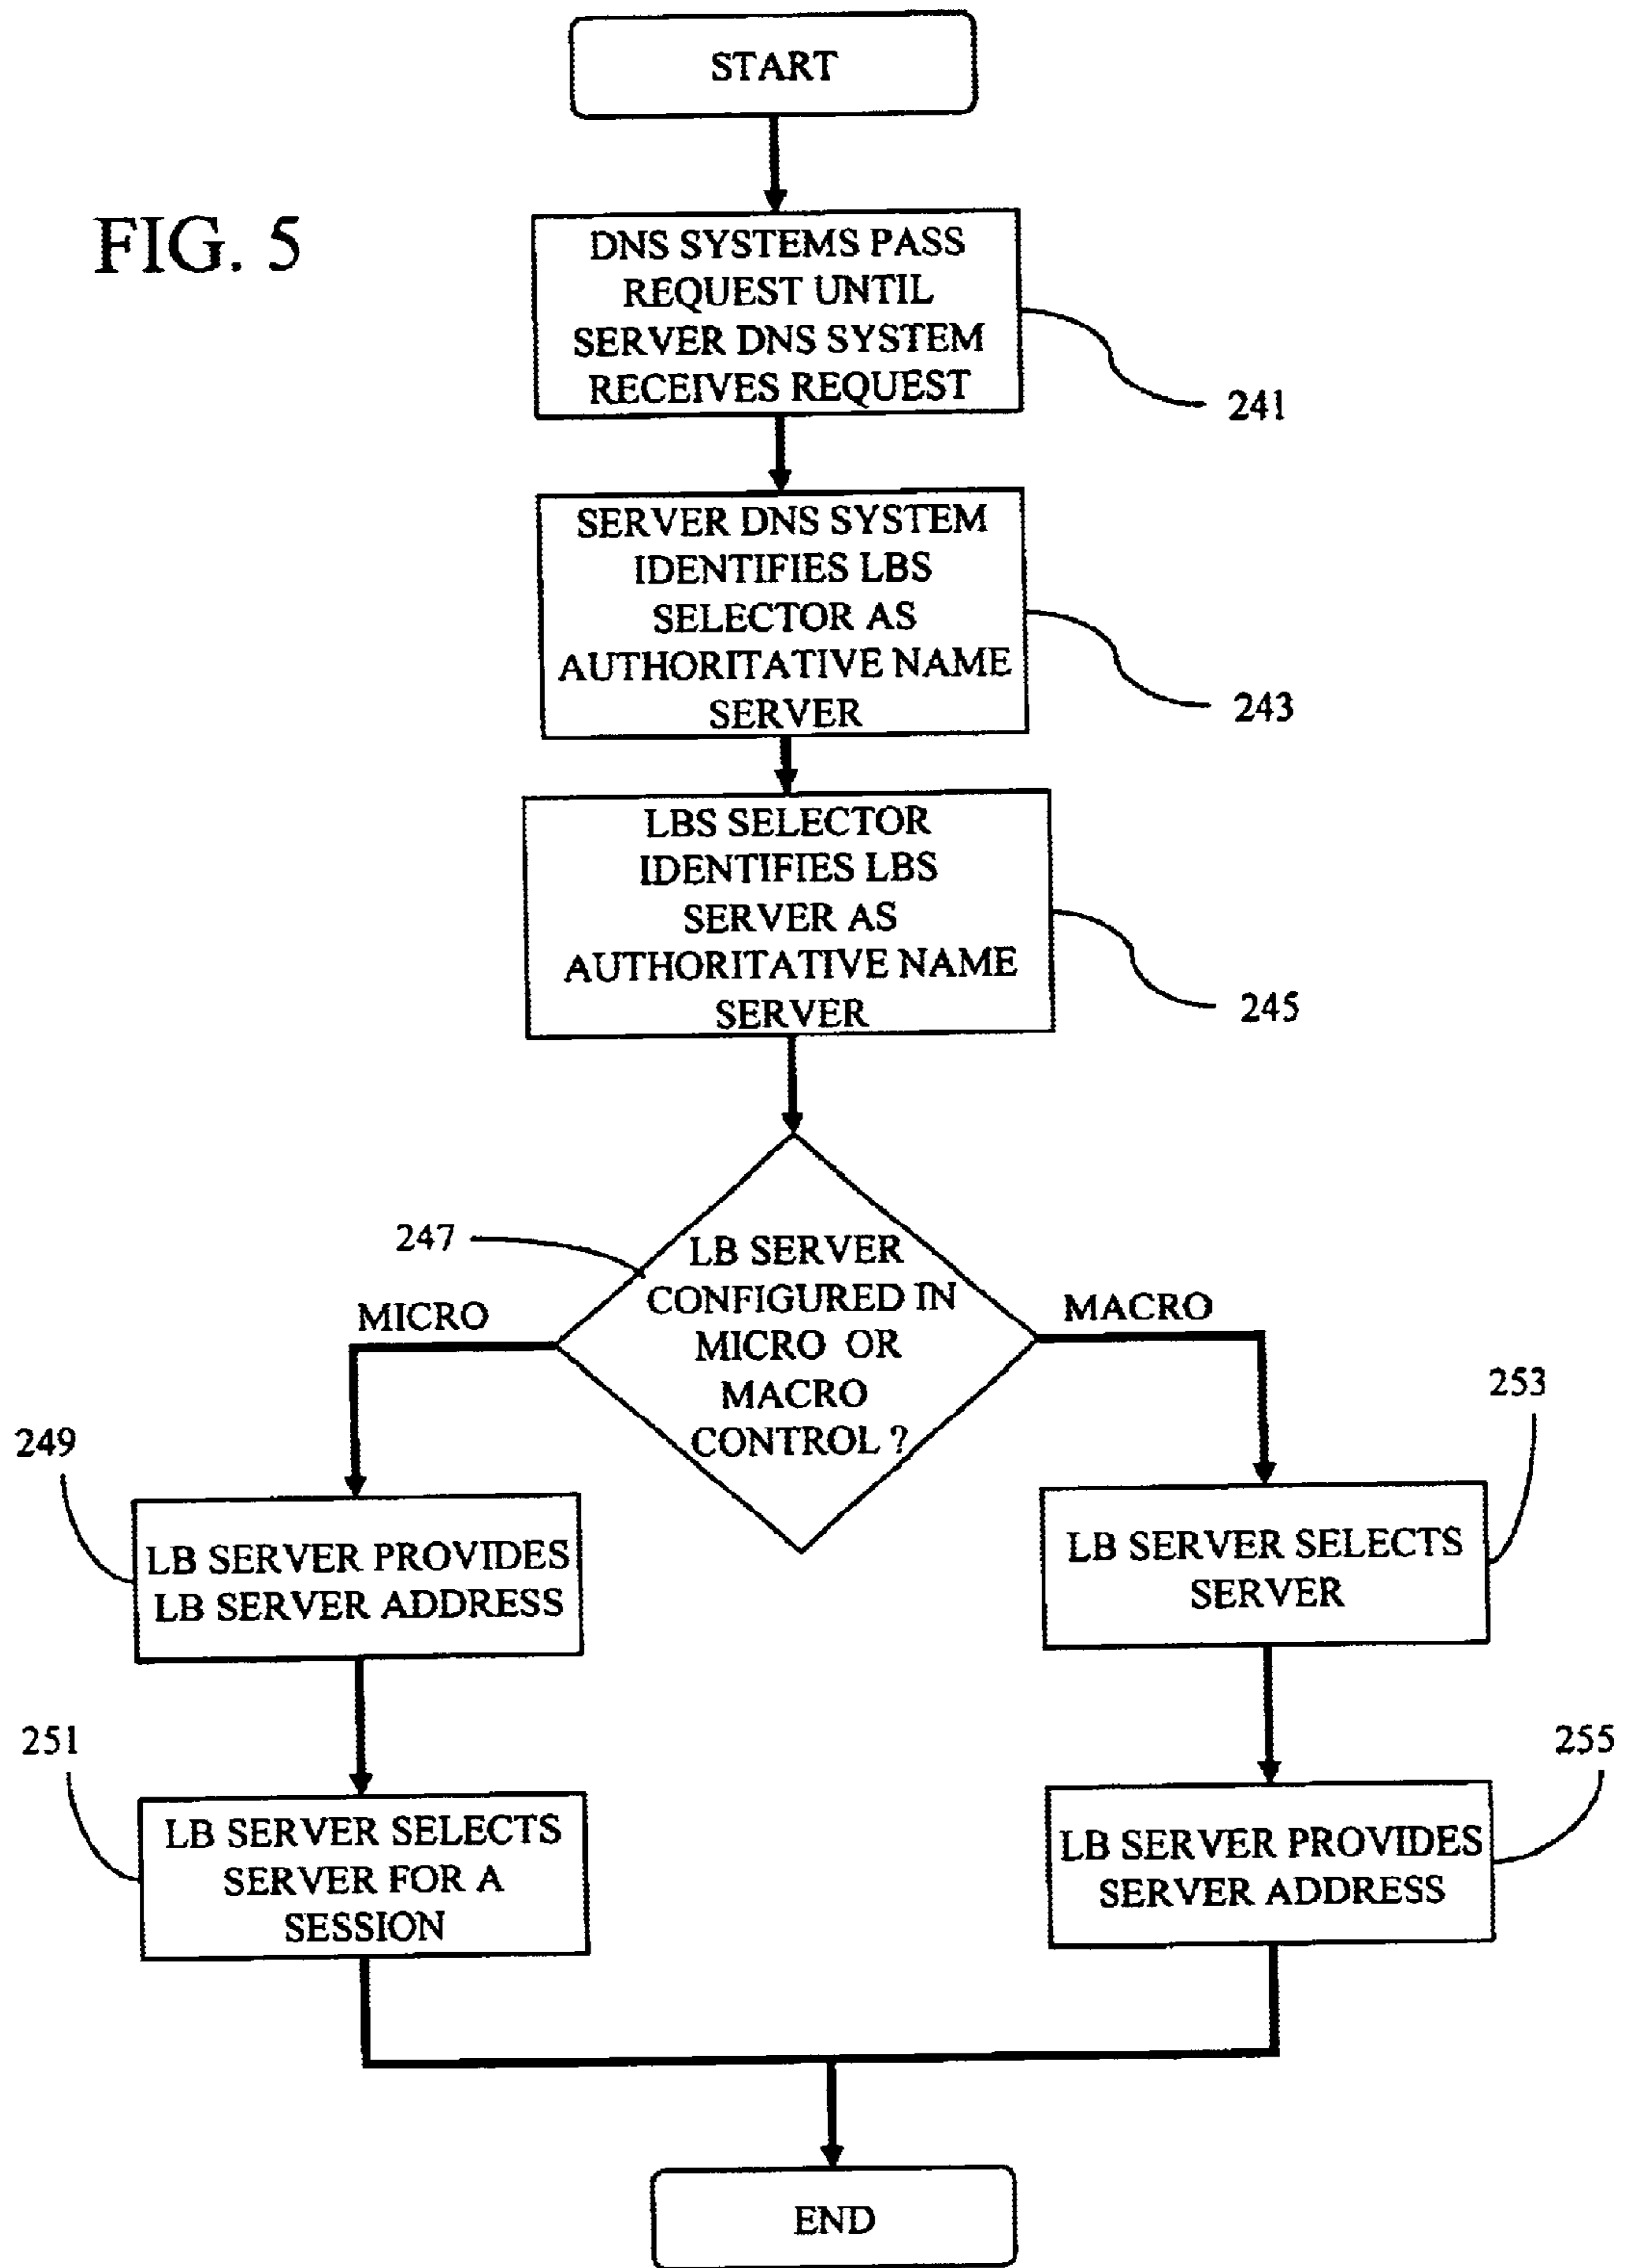 START
FIG. 5
DNS SYSTEMS PASS
REQUEST UNTIL
SERVER DNS SYSTEM
RECEIVES REQUEST
241
SERVER DNS SYSTEM
IDENTIFIES LBS
SELECTOR AS
AUTHORITATIVE NAME
SERVER
243
LBS SELECTOR
IDENTIFIES LBS
SERVER AS
AUTHORITATIVE NAME
SERVER
245
247
LB SERVER
CONFIGURED IN
MICRO OR
MACRO
CONTROL ?
MICRO
MACRO
249
LB SERVER PROVIDES
LB SERVER ADDRESS
253
LB SERVER SELECTS
SERVER
251
LB SERVER SELECTS
SERVER FOR A
SESSION
255
LB SERVER PROVIDES
SERVER ADDRESS
END